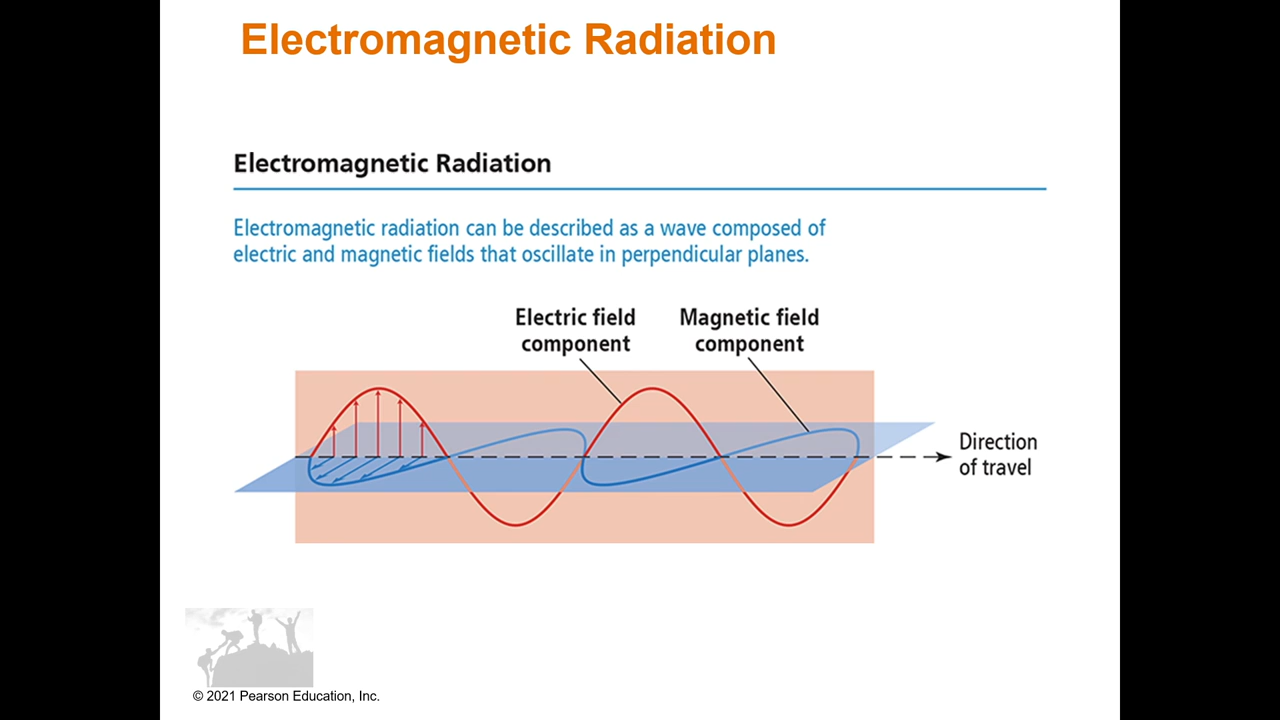 Electromagnetic Radiation
Electromagnetic Radiation
Electromagnetic radiation can be described as a wave composed of
electric and magnetic fields that oscillate in perpendicular planes.
Electric field
component
Magnetic field
component
Direction
of travel
© 2021 Pearson Education, Inc.